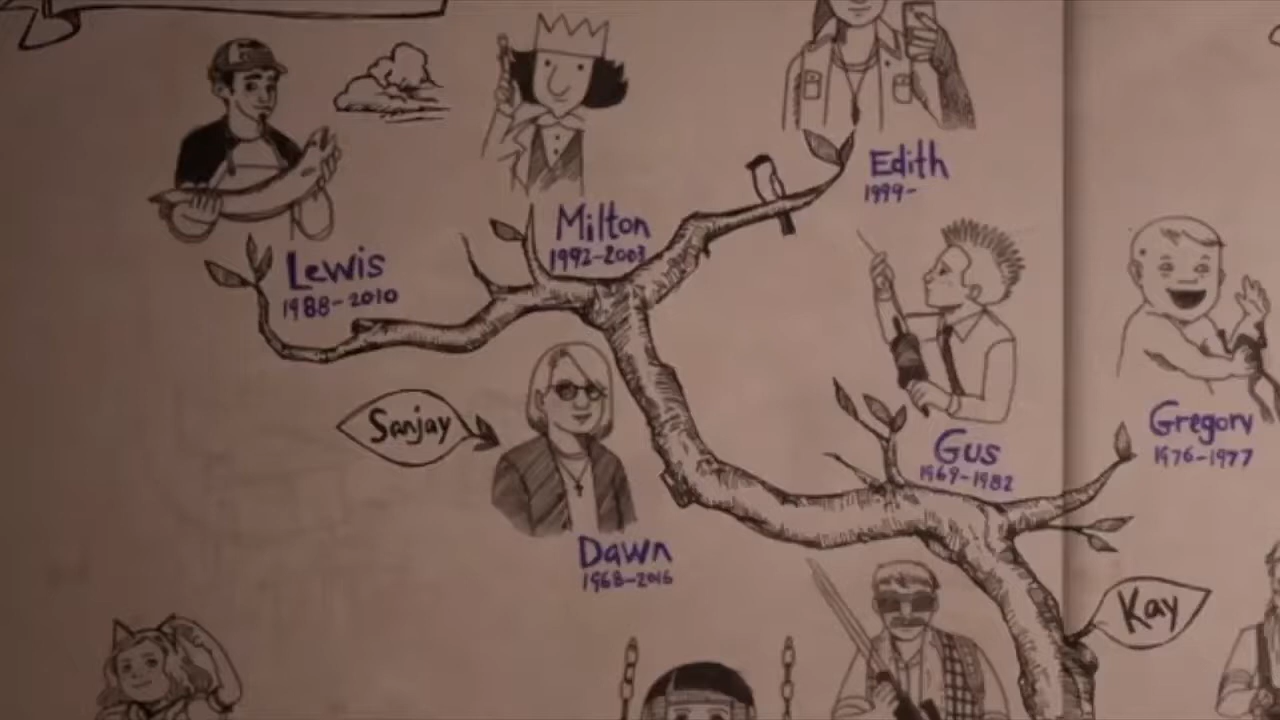 Edith
1999-
Milton
1992-2003
Lewis
1988-2010
Sanjay
Gus
1969-1982
Gregory
1976-1977
Dawn
1968-2016
Kay